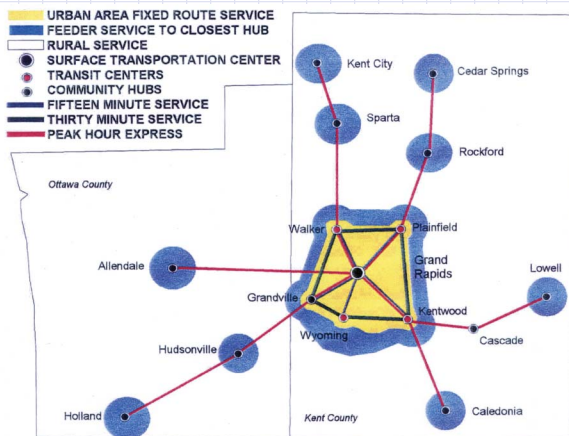 URBAN AREA FIXED ROUTE SERVICE
FEEDER SERVICE TO CLOSEST HUB
RURAL SERVICE
SURFACE TRANSPORTATION CENTER
TRANSIT CENTERS
COMMUNITY HUBS
FIFTEEN MINUTE SERVICE
THIRTY MINUTE SERVICE
PEAK HOUR EXPRESS
Kent City
Cedar Springs
Sparta
Rockford
Ottawa County
Walker
Plainfield
Allendale
Grand
Rapids
Lowell
Grandville
Kentwood
Wyoming
Cascade
Hudsonville
Holland
Kent County
Caledonia